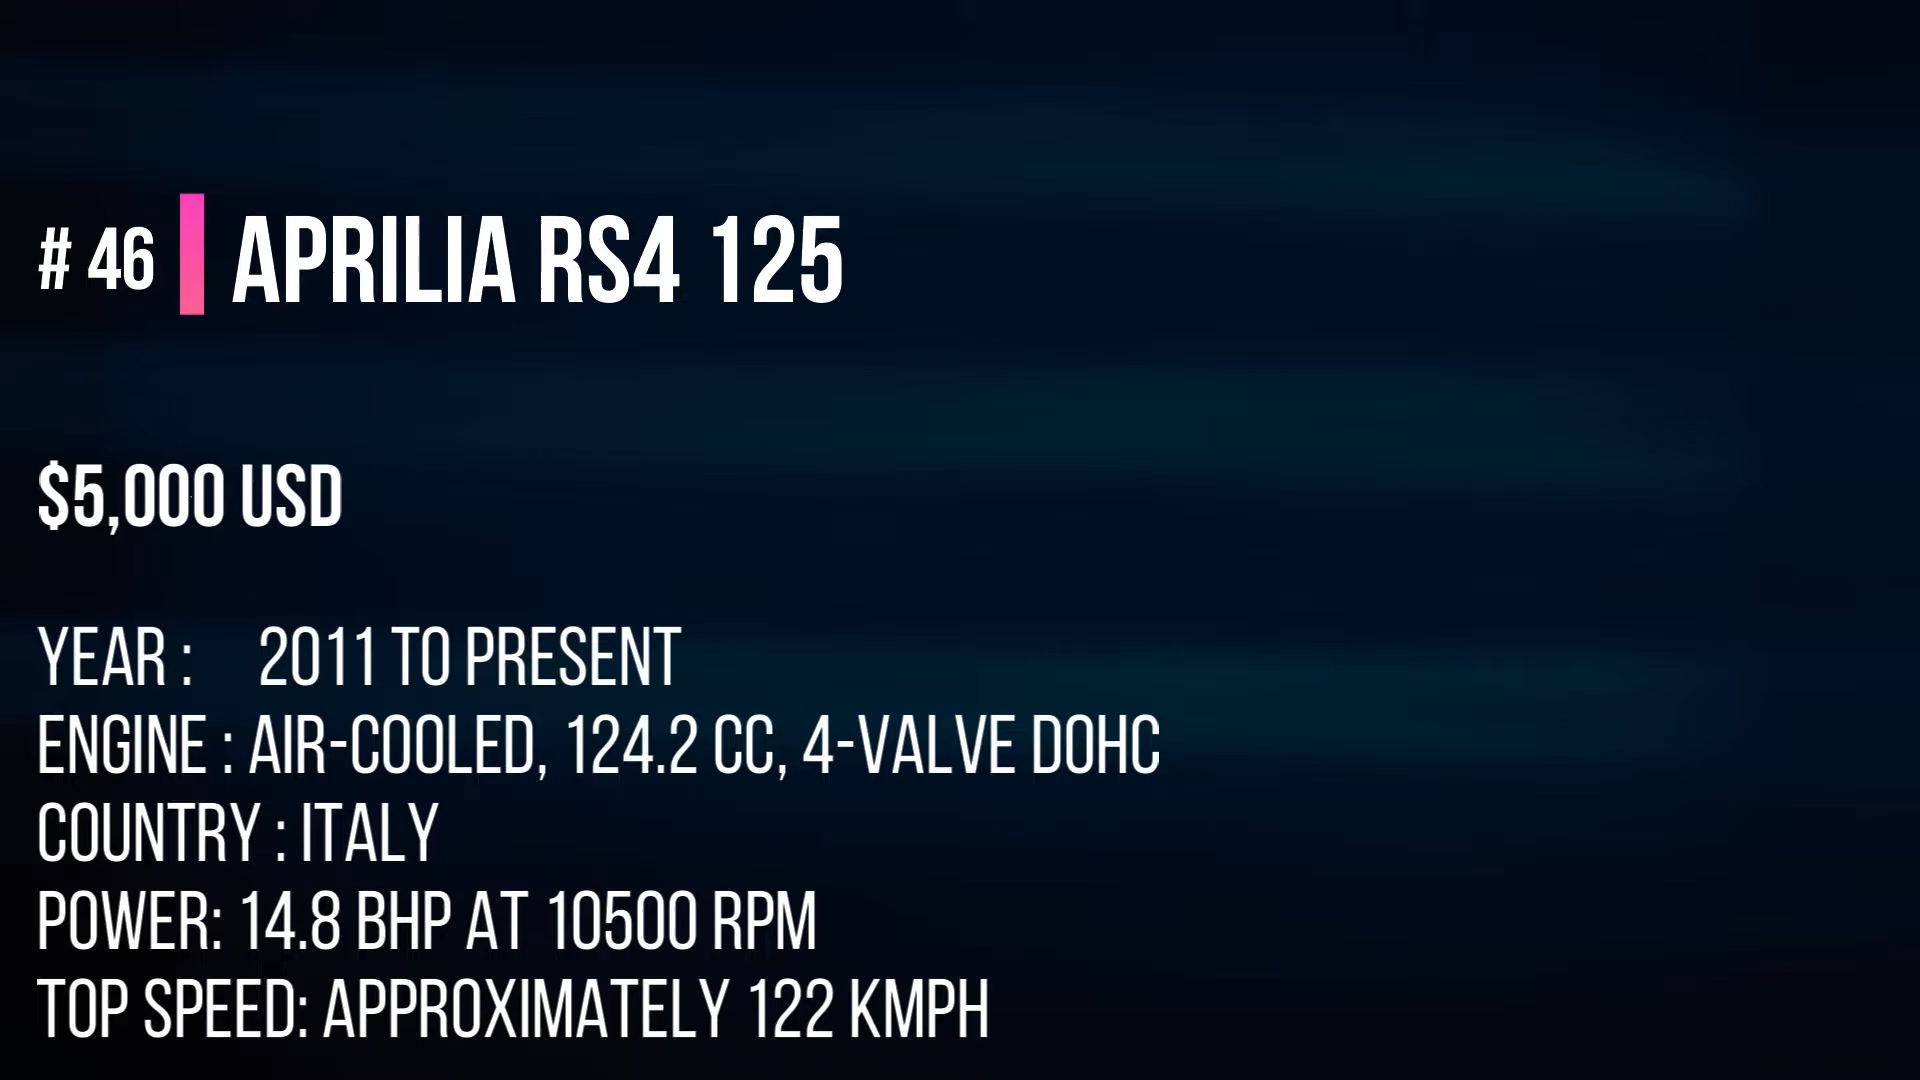 # 46 APRILIA RS4 125
$5,000 USD
YEAR : 2011 TO PRESENT
ENGINE : AIR-COOLED, 124.2 CC, 4-VALVE DOHC
COUNTRY : ITALY
POWER: 14.8 BHP AT 10500 RPM
TOP SPEED: APPROXIMATELY 122 KMPH